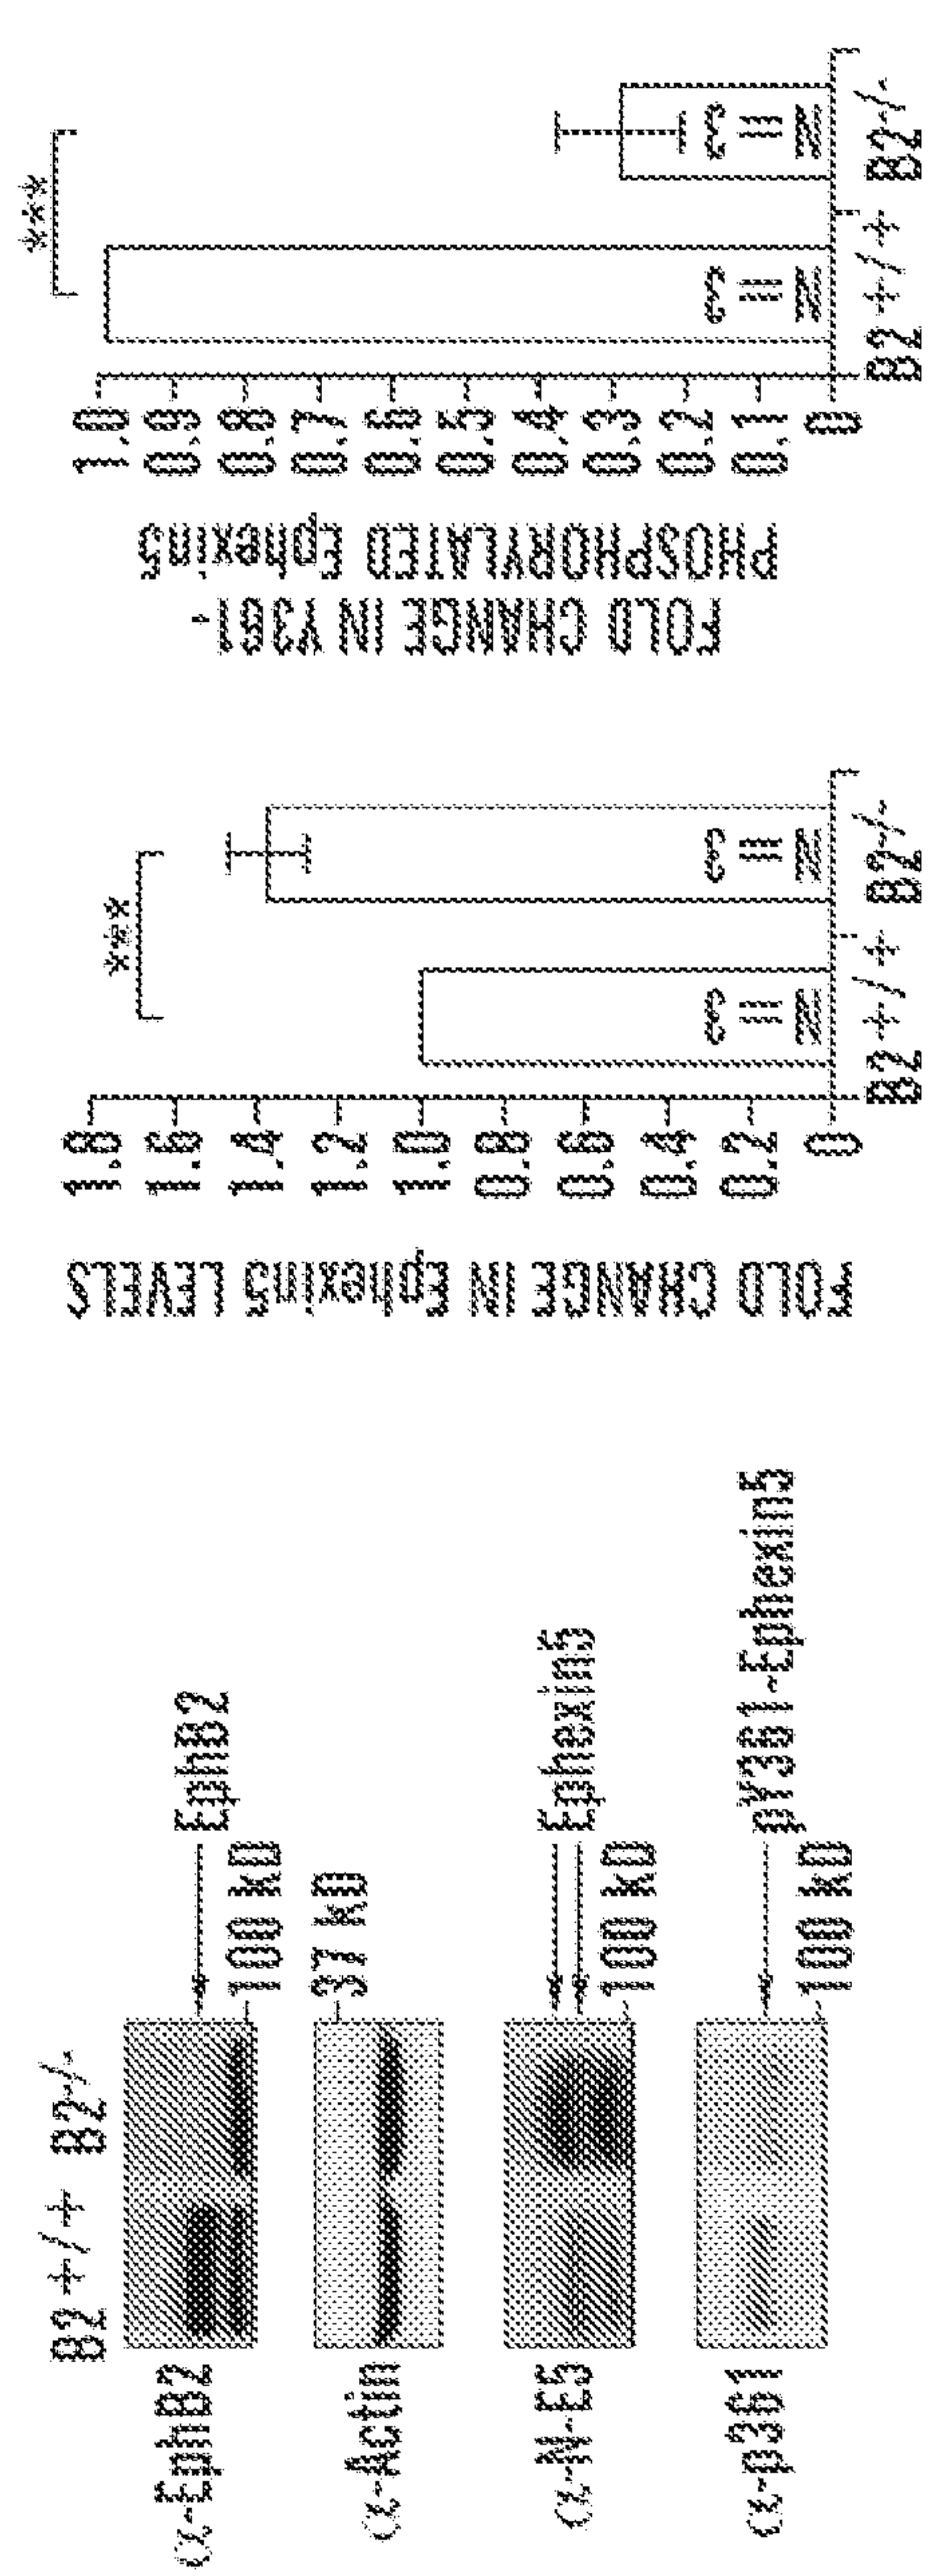 B2+/+ B2-/-
α-EphB2
EphB2
100 kD
α-Actin
37 kD
α-N-E5
Ephexin5
100 kD
α-p361
pY361-Ephexin5
100 kD
FOLD CHANGE IN Ephexin5 LEVELS
1.8
1.6
1.4
1.2
1.0
0.8
0.6
0.4
0.2
0
***
N=3
N=3
B2+/+ B2-/-
FOLD CHANGE IN Y361-
PHOSPHORYLATED Ephexin5
1.0
0.9
0.8
0.7
0.6
0.5
0.4
0.3
0.2
0.1
0
***
N=3
N=3
B2+/+ B2-/-